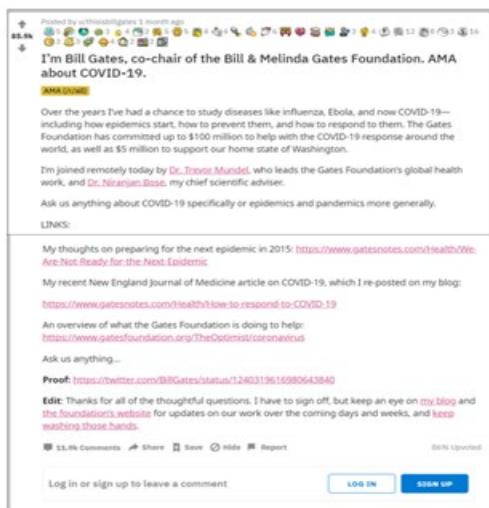 Posted by u/thisisbillgates 1 month ago
I'm Bill Gates, co-chair of the Bill & Melinda Gates Foundation. AMA
about COVID-19.
Over the years I've had a chance to study diseases like influenza, Ebola, and now COVID-19—
including how epidemics start, how to prevent them, and how to respond to them. The Gates
Foundation has committed up to $100 million to help with the COVID-19 response around the
world, as well as $5 million to support our home state of Washington.
I'm joined remotely today by Dr. Trevor Mundel, who leads the Gates Foundation's global health
work, and Dr. Niranjan Bose, my chief scientific adviser.
Ask us anything about COVID-19 specifically or epidemics and pandemics more generally.
LINKS:
My thoughts on preparing for the next epidemic in 2015: https://www.gatesnotes.com/Health/We-
Are-Not-Ready-for-the-Next-Epidemic
My recent New England Journal of Medicine article on COVID-19, which I re-posted on my blog:
https://www.gatesnotes.com/Health/How-to-respond-to-COVID-19
An overview of what the Gates Foundation is doing to help:
https://www.gatesfoundation.org/TheOptimist/coronavirus
Ask us anything...
Proof: https://twitter.com/BillGates/status/1240319616980643840
Edit: Thanks for all of the thoughtful questions. I have to sign off, but keep an eye on my blog and
the foundation's website for updates on our work over the coming days and weeks, and keep
washing those hands.
Comments Share Save Hide Report 86% Upvoted
Log in or sign up to leave a comment LOG IN SIGN UP